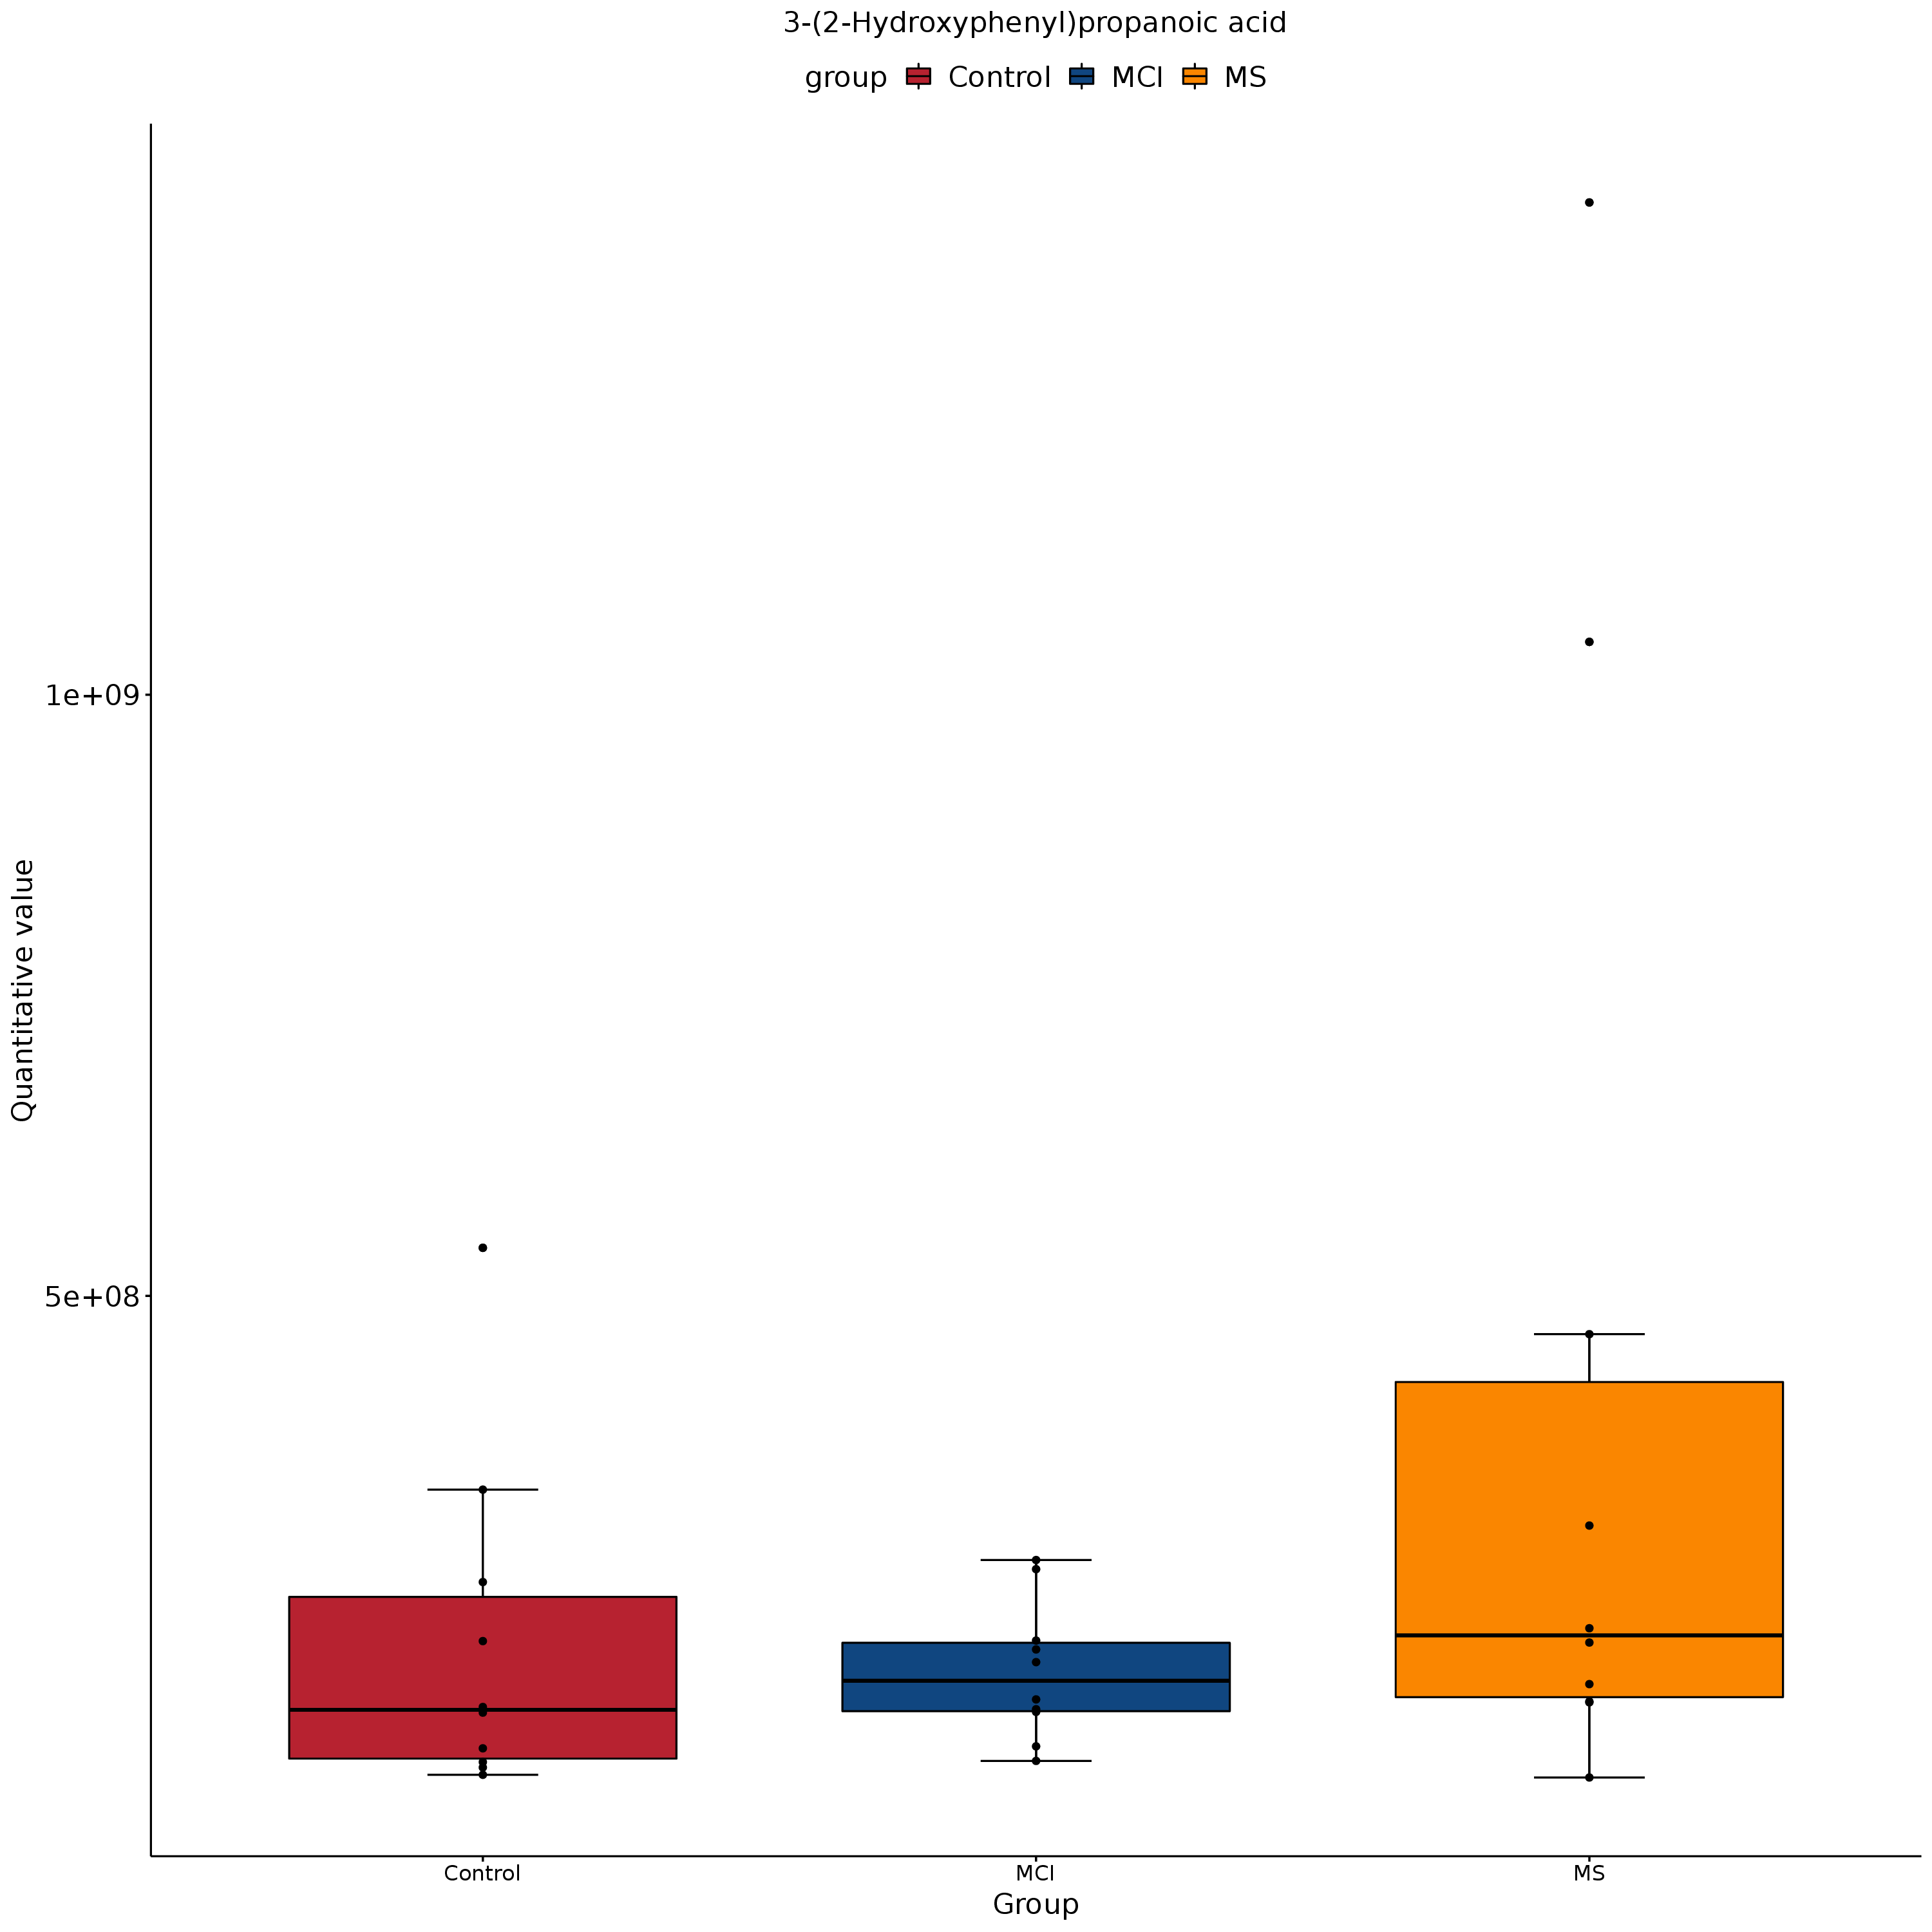 3-(2-Hydroxyphenyl)propanoic acid
group Control MCI MS
Quantitative value
1e+09
5e+08
Control MCI MS
Group